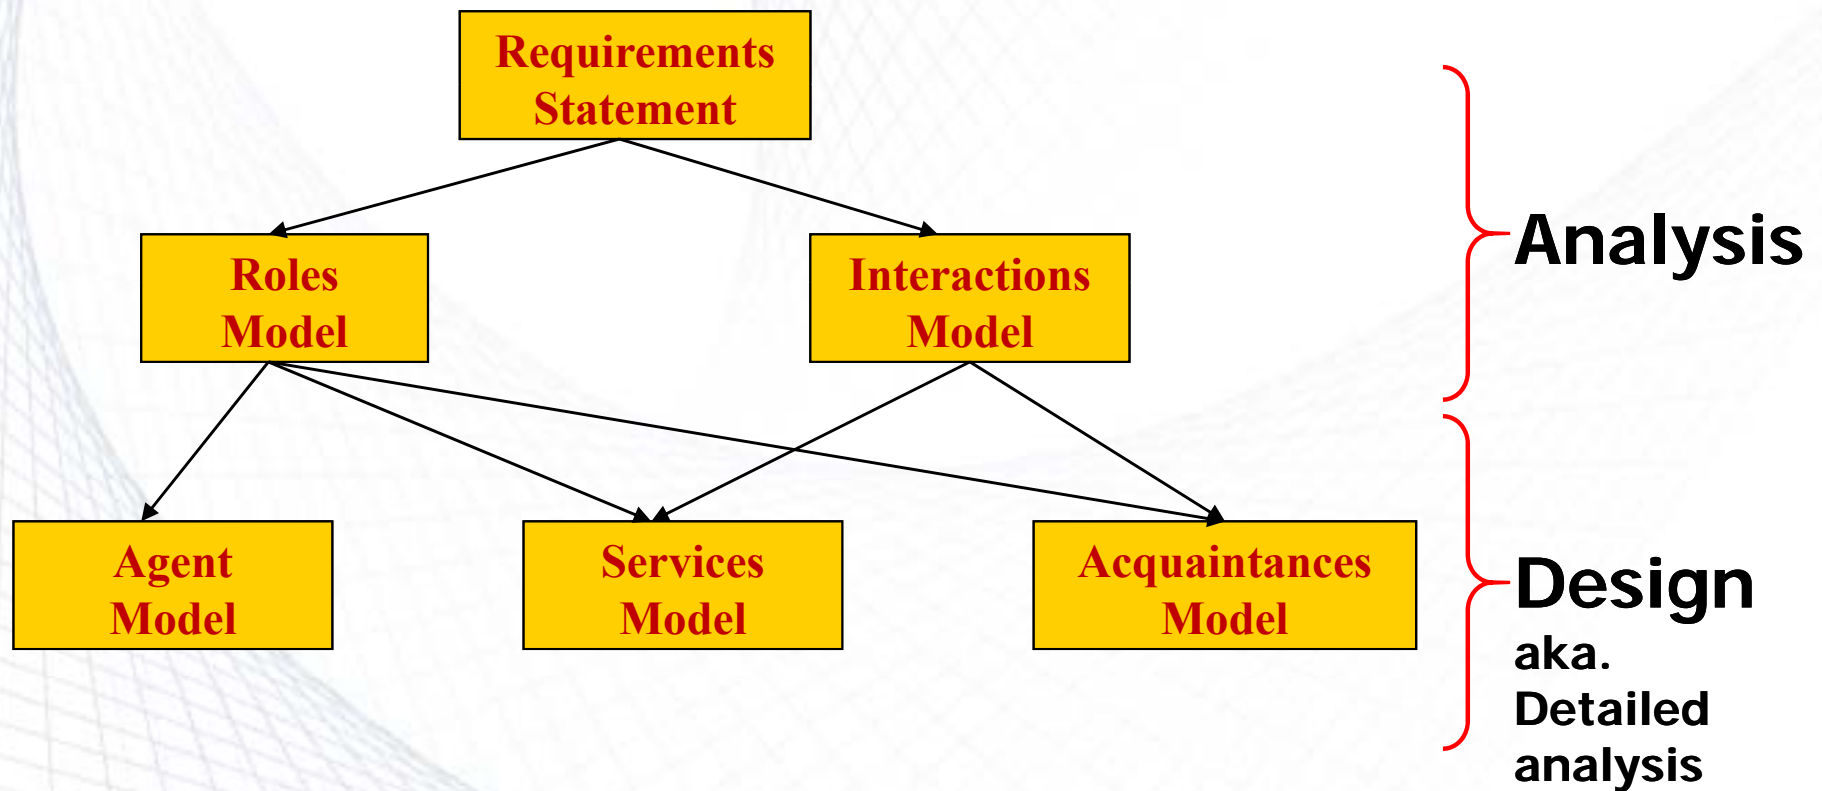 Requirements
Statement
Roles
Model
Interactions
Model
Analysis
Agent
Model
Services
Model
Acquaintances
Model
Design
aka.
Detailed
analysis